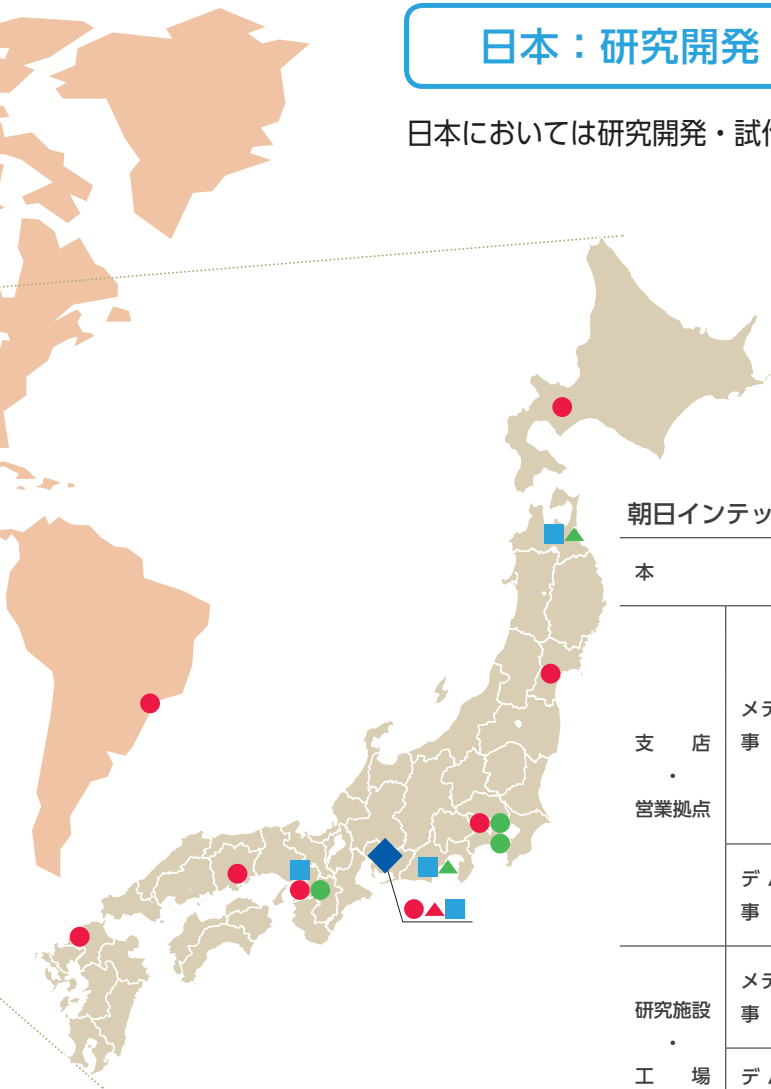 日本：研究開発
日本においては研究開発・試
朝日インテッ
本
支　店
・
営業拠点
メデ
事
デ
事
研究施設
・
工　場
メデ
事
デ